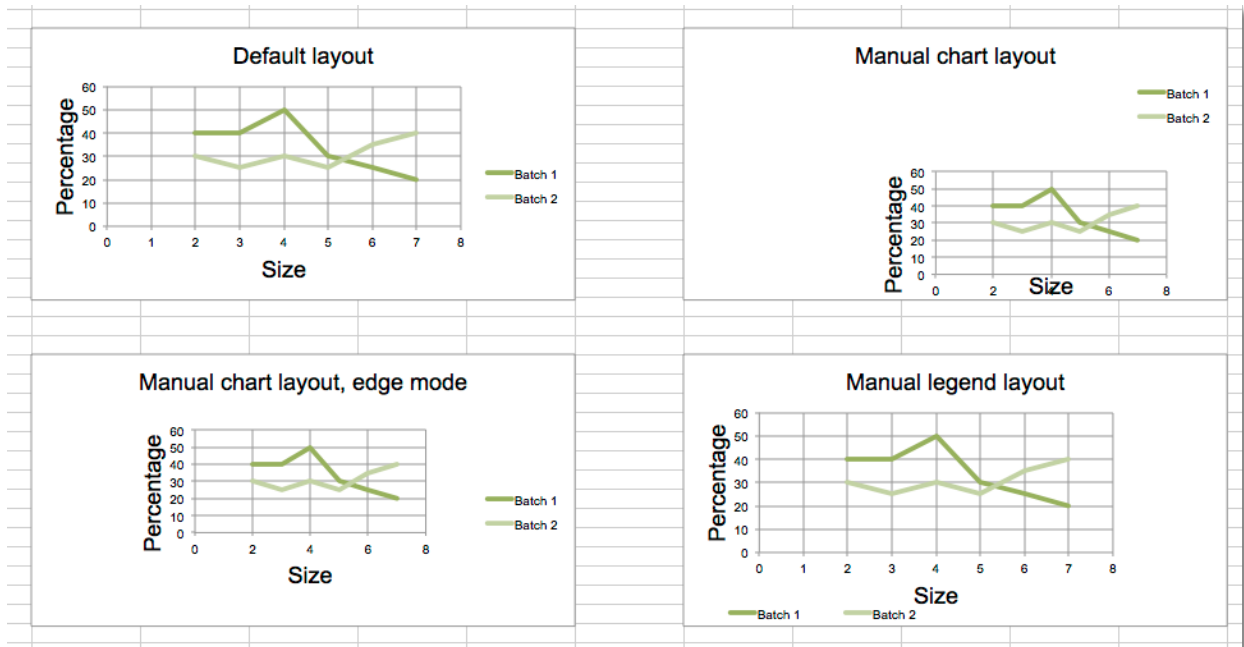 Default layout
60
50
40
30
20
10
0
Percentage
0 1 2 3 4 5 6 7 8
Size
Batch 1
Batch 2
Manual chart layout
Batch 1
Batch 2
60
50
40
30
20
10
0
Percentage
0 2 4 6 8
Size
Manual chart layout, edge mode
60
50
40
30
20
10
0
Percentage
0 2 4 6 8
Size
Batch 1
Batch 2
Manual legend layout
60
50
40
30
20
10
0
Percentage
0 1 2 3 4 5 6 7 8
Size
Batch 1 Batch 2